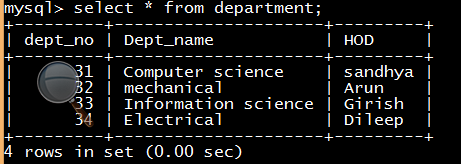 mysql> select * from department;
+---------+---------------------+---------+
| dept_no | Dept_name | HOD |
+---------+---------------------+---------+
| 31 | Computer science | sandhya |
| 32 | mechanical | Arun |
| 33 | Information science | Girish |
| 34 | Electrical | Dileep |
+---------+---------------------+---------+
4 rows in set (0.00 sec)